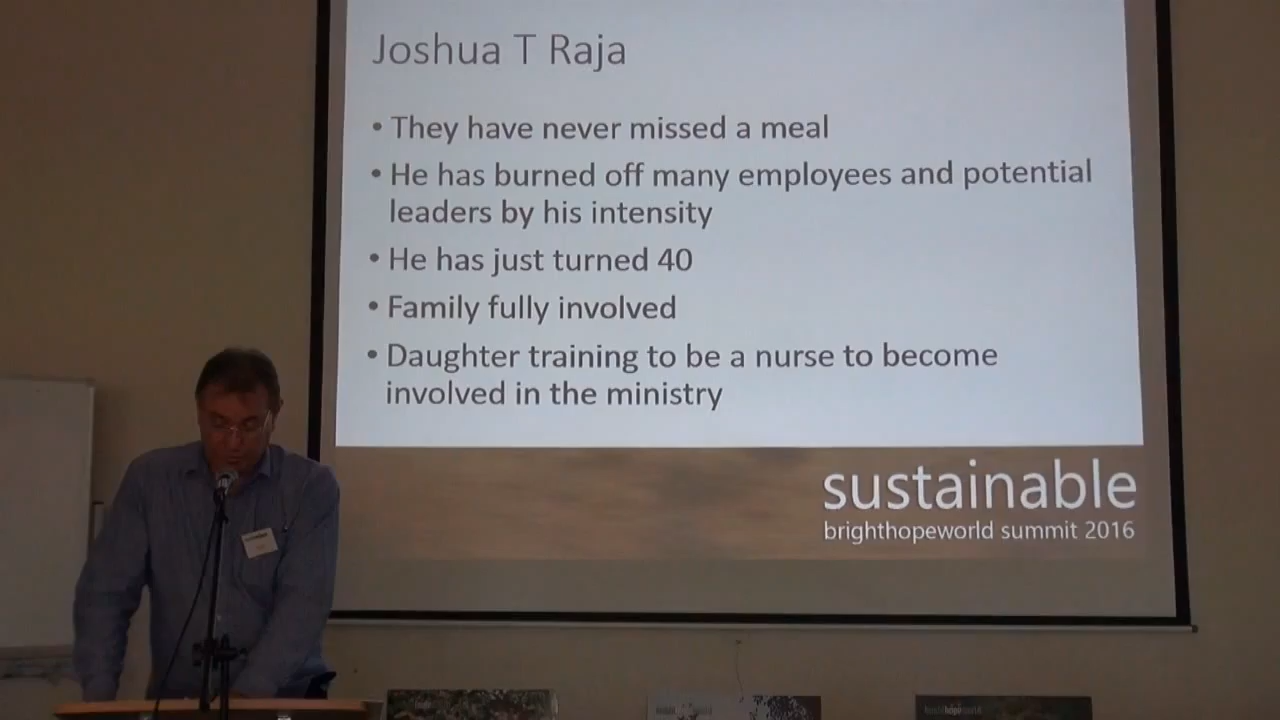 Joshua T Raja
• They have never missed a meal
• He has burned off many employees and potential
leaders by his intensity
• He has just turned 40
• Family fully involved
• Daughter training to be a nurse to become
involved in the ministry
sustainable
brighthopeworld summit 2016